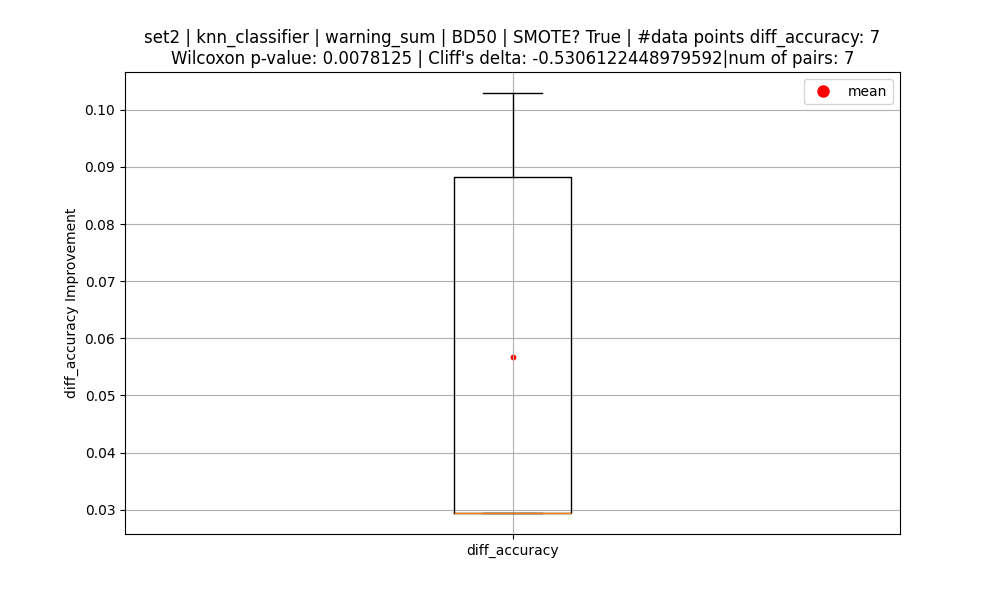 set2 | knn_classifier | warning_sum | BD50 | SMOTE? True | #data points diff_accuracy: 7
Wilcoxon p-value: 0.0078125 | Cliff's delta: -0.5306122448979592|num of pairs: 7
mean
0.10
0.09
0.08
0.07
0.06
0.05
0.04
0.03
diff_accuracy Improvement
diff_accuracy